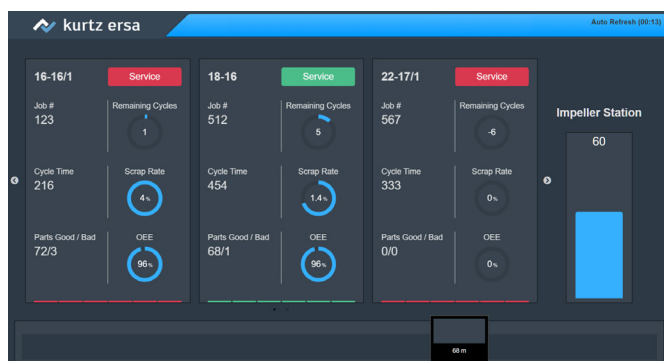 kurtz ersa
Auto Refresh (00:13)
16-16/1
Service
Job #
123
Remaining Cycles
1
Cycle Time
216
Scrap Rate
4%
Parts Good / Bad
72/3
OEE
96%
18-16
Service
Job #
512
Remaining Cycles
5
Cycle Time
454
Scrap Rate
1.4%
Parts Good / Bad
68/1
OEE
96%
22-17/1
Service
Job #
567
Remaining Cycles
-6
Cycle Time
333
Scrap Rate
0%
Parts Good / Bad
0/0
OEE
0%
Impeller Station
60
68 m